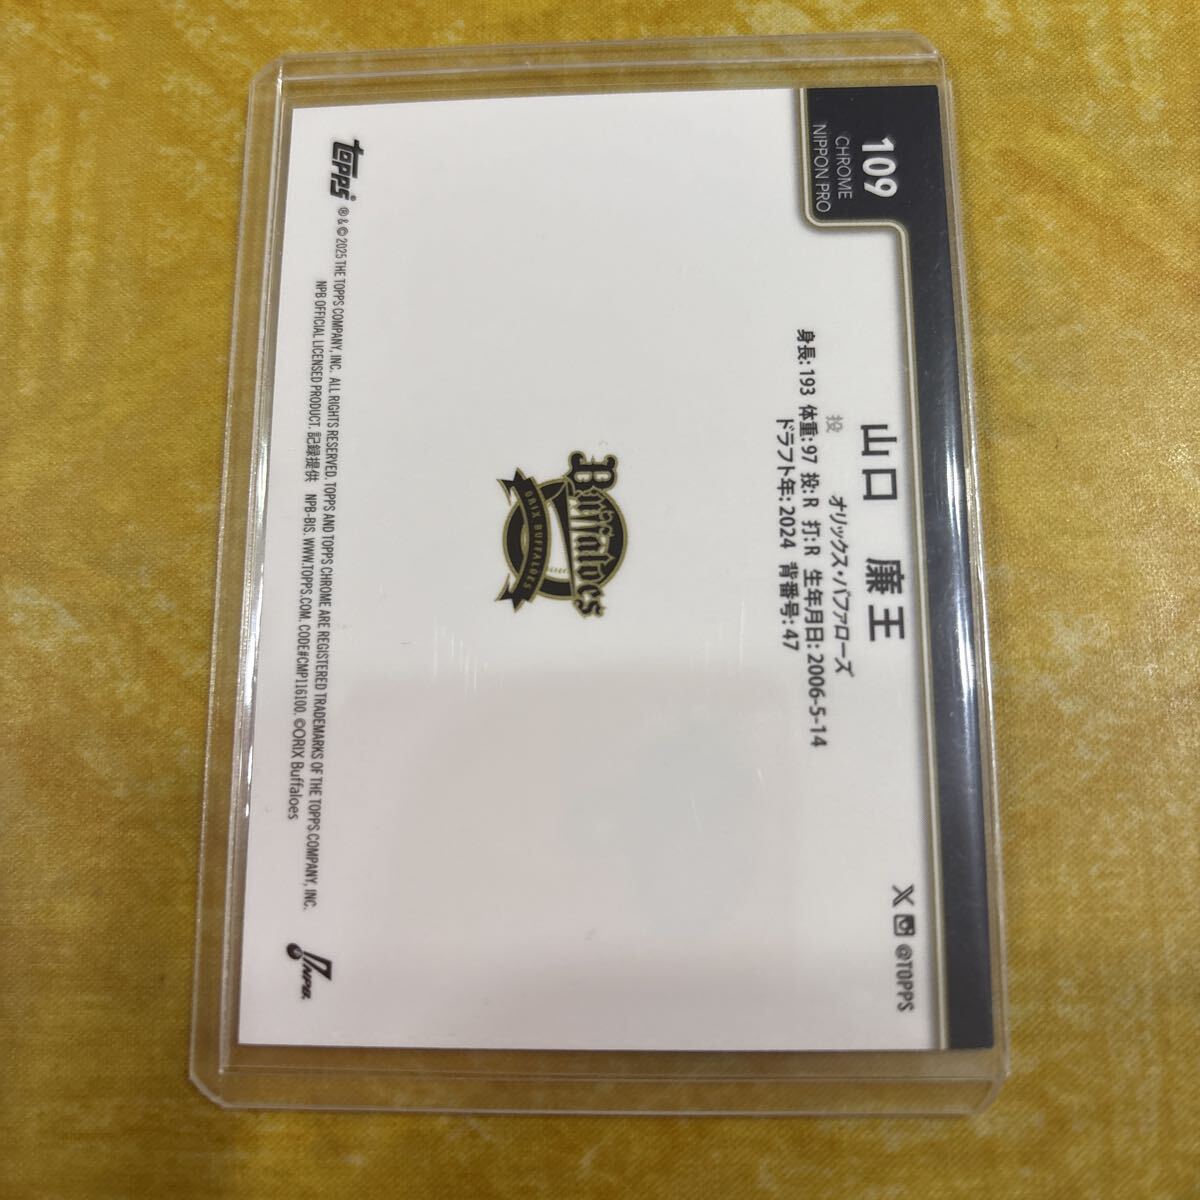 109
CHROME
NIPPON PRO
山口 廉王
投 オリックス・バファローズ
身長: 193 体重: 97 投: R 打: R 生年月日: 2006-5-14
ドラフト年: 2024 背番号: 47
X @TOPPS
Buffaloes
ORIX BUFFALOES
topps
® & © 2025 THE TOPPS COMPANY, INC. ALL RIGHTS RESERVED. TOPPS AND TOPPS CHROME ARE REGISTERED TRADEMARKS OF THE TOPPS COMPANY, INC.
NPB OFFICIAL LICENSED PRODUCT. 記録提供 NPB-BIS. WWW.TOPPS.COM. CODE#CMP116100. ©ORIX Buffaloes
NPB